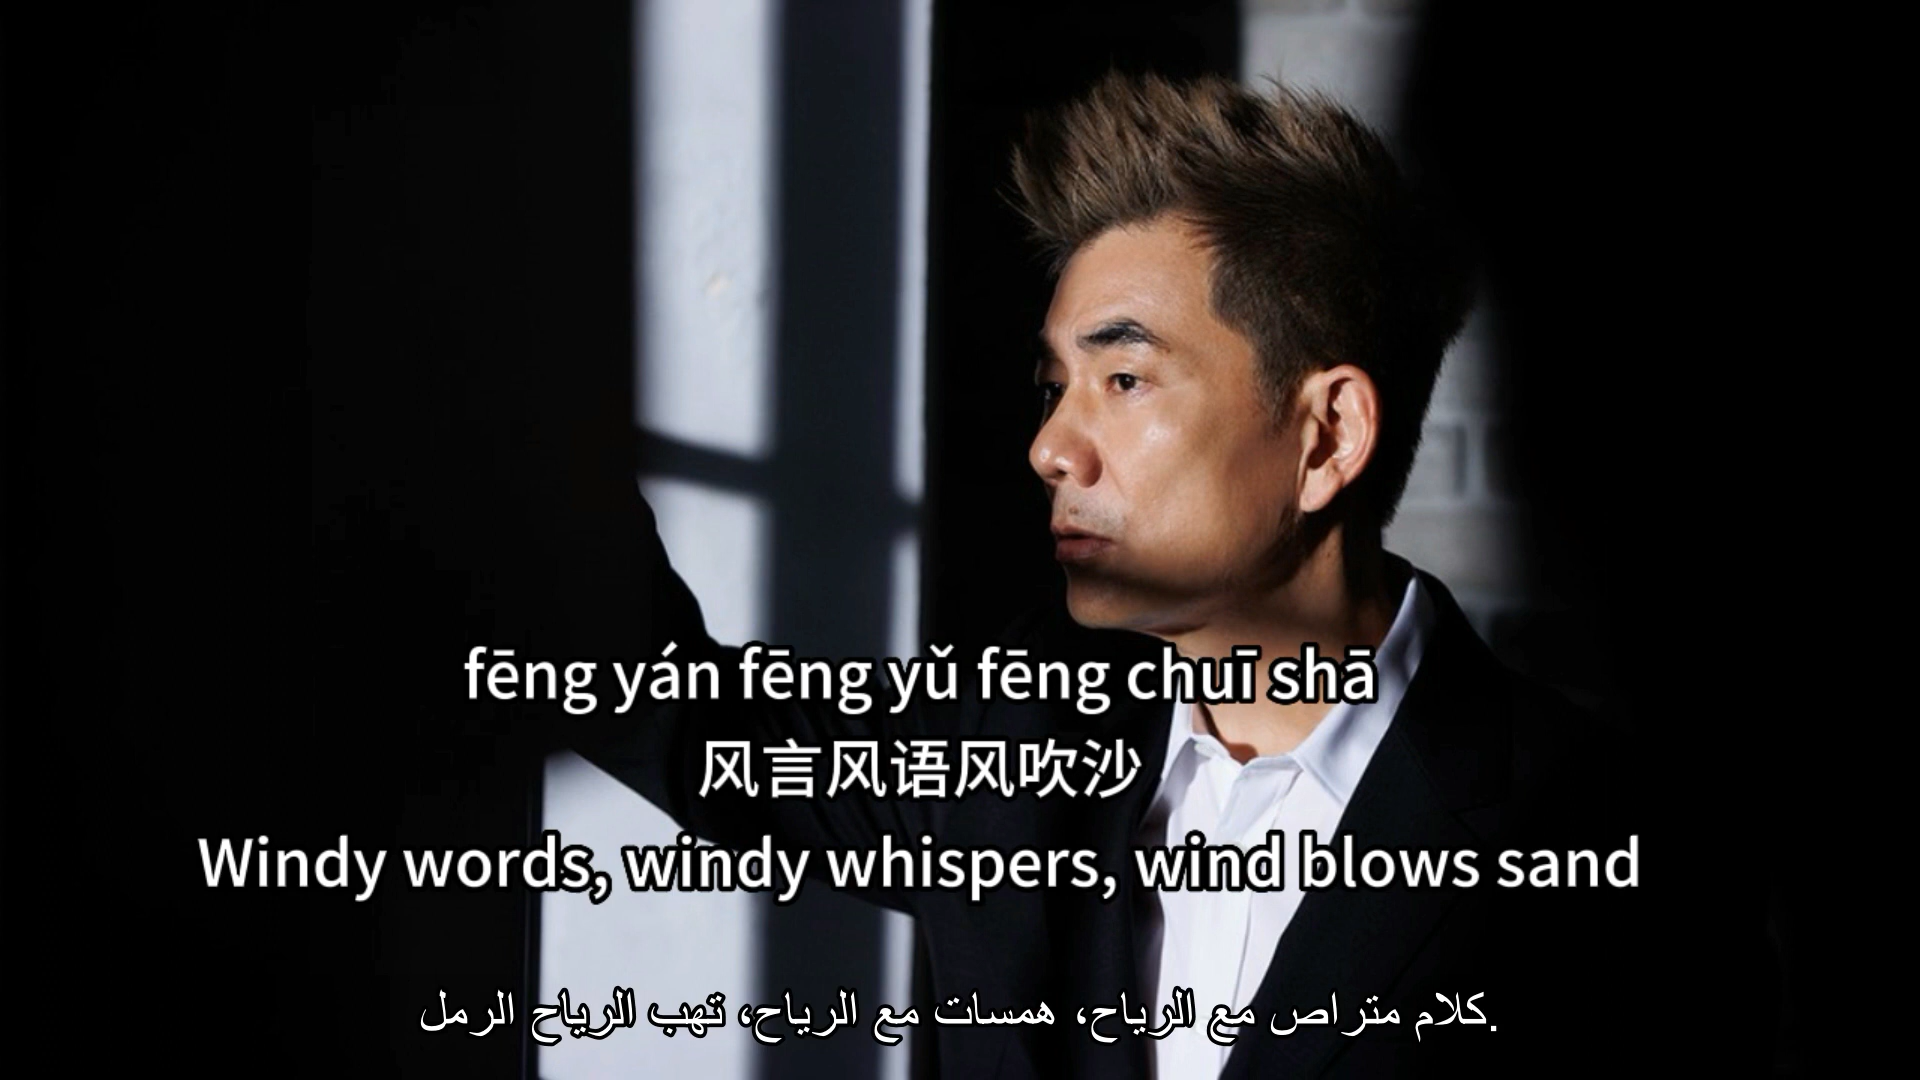 fēng yán fēng yǔ fēng chuī shā
风言风语风吹沙
Windy words, windy whispers, wind blows sand
كلام متراص مع الرياح، همسات مع الرياح، تهب الرياح الرمل.